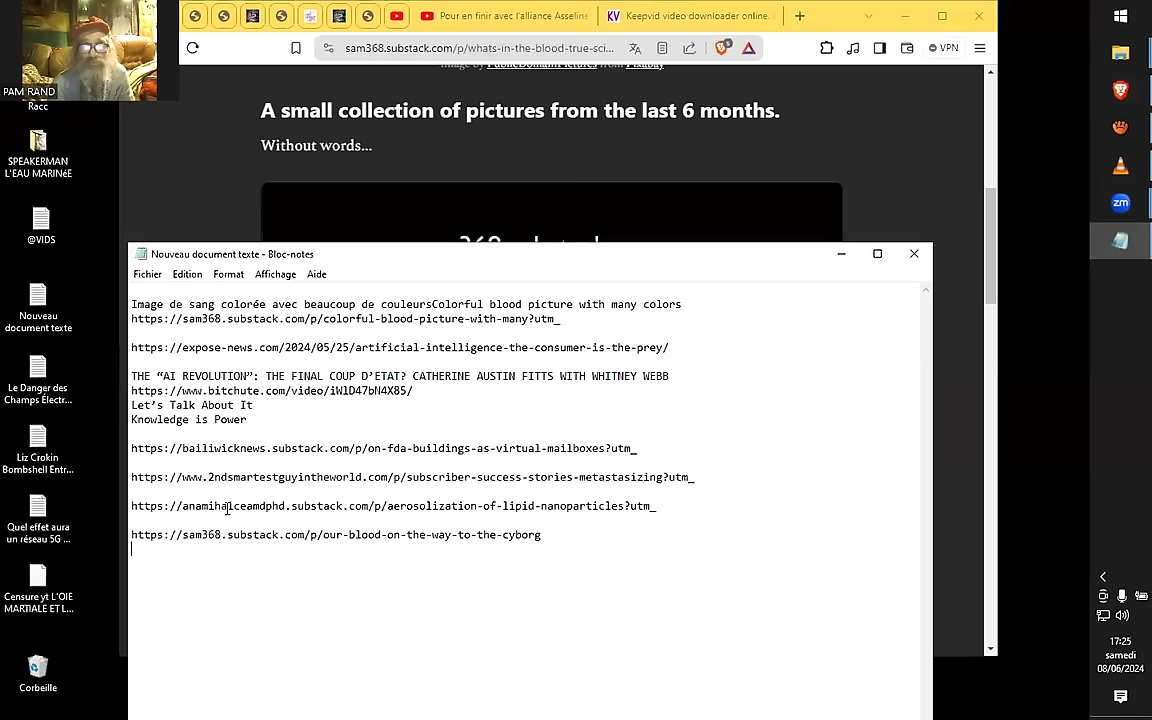 Pour en finir avec l'alliance Asselin
Keepvid video downloader online.
sam368.substack.com/p/whats-in-the-blood-true-sci...
VPN
PAM RAND
Racc
SPEAKERMAN
L'EAU MARINéE
@VIDS
Nouveau
document texte
Le Danger des
Champs Électr...
Liz Crokin
Bombshell Entr...
Quel effet aura
un réseau 5G ...
Censure yt L'OIE
MARTIALE ET L...
Corbeille
Image by PublicDomainPictures from Pixabay
A small collection of pictures from the last 6 months.
Without words...
Nouveau document texte - Bloc-notes
Fichier Edition Format Affichage Aide
Image de sang colorée avec beaucoup de couleursColorful blood picture with many colors
https://sam368.substack.com/p/colorful-blood-picture-with-many?utm_
https://expose-news.com/2024/05/25/artificial-intelligence-the-consumer-is-the-prey/
THE “AI REVOLUTION”: THE FINAL COUP D’ETAT? CATHERINE AUSTIN FITTS WITH WHITNEY WEBB
https://www.bitchute.com/video/iWlD47bN4X85/
Let’s Talk About It
Knowledge is Power
https://bailiwicknews.substack.com/p/on-fda-buildings-as-virtual-mailboxes?utm_
https://www.2ndsmartestguyintheworld.com/p/subscriber-success-stories-metastasizing?utm_
https://anamihalceamdphd.substack.com/p/aerosolization-of-lipid-nanoparticles?utm_
https://sam368.substack.com/p/our-blood-on-the-way-to-the-cyborg
zm
17:25
samedi
08/06/2024